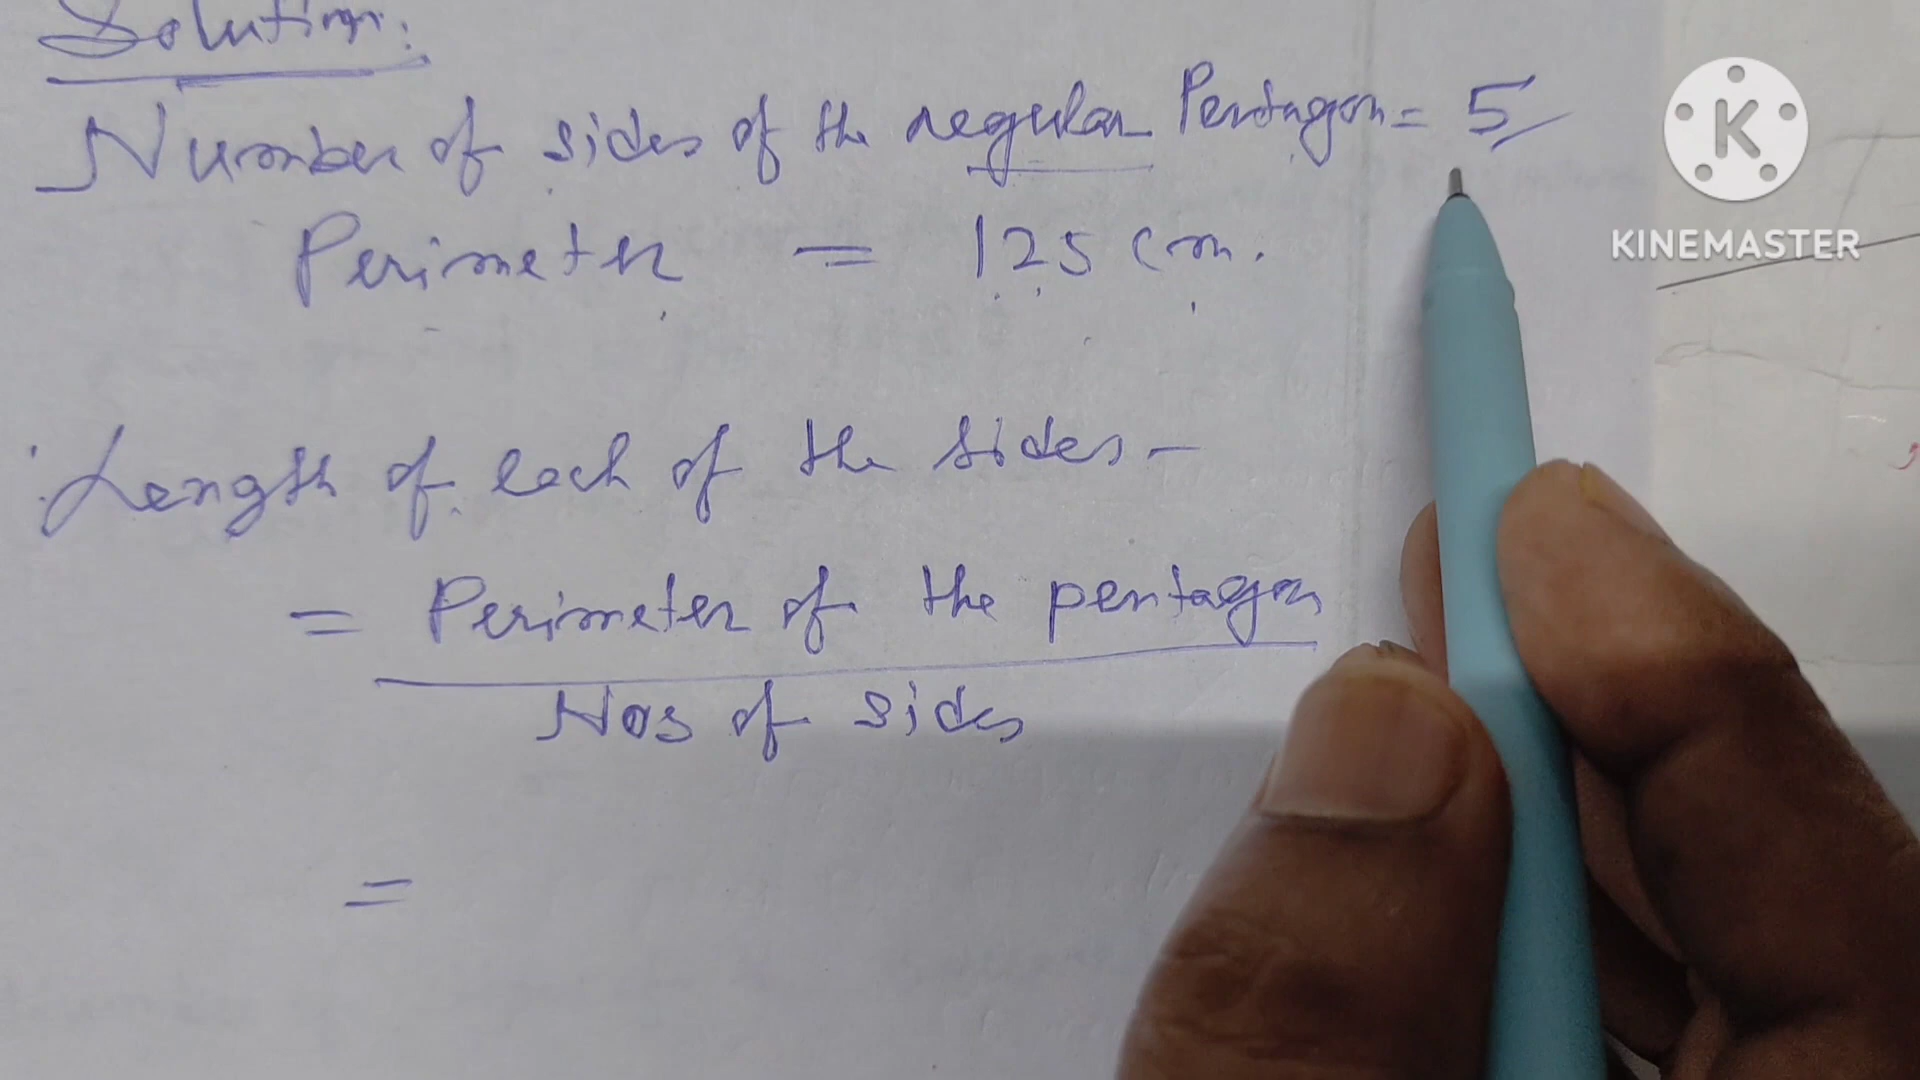 Solution:
Number of sides of the regular Pentagon = 5
Perimeter = 125 cm.
Length of each of the sides -
= Perimeter of the pentagon
Nos of sides
=
K
KINEMASTER